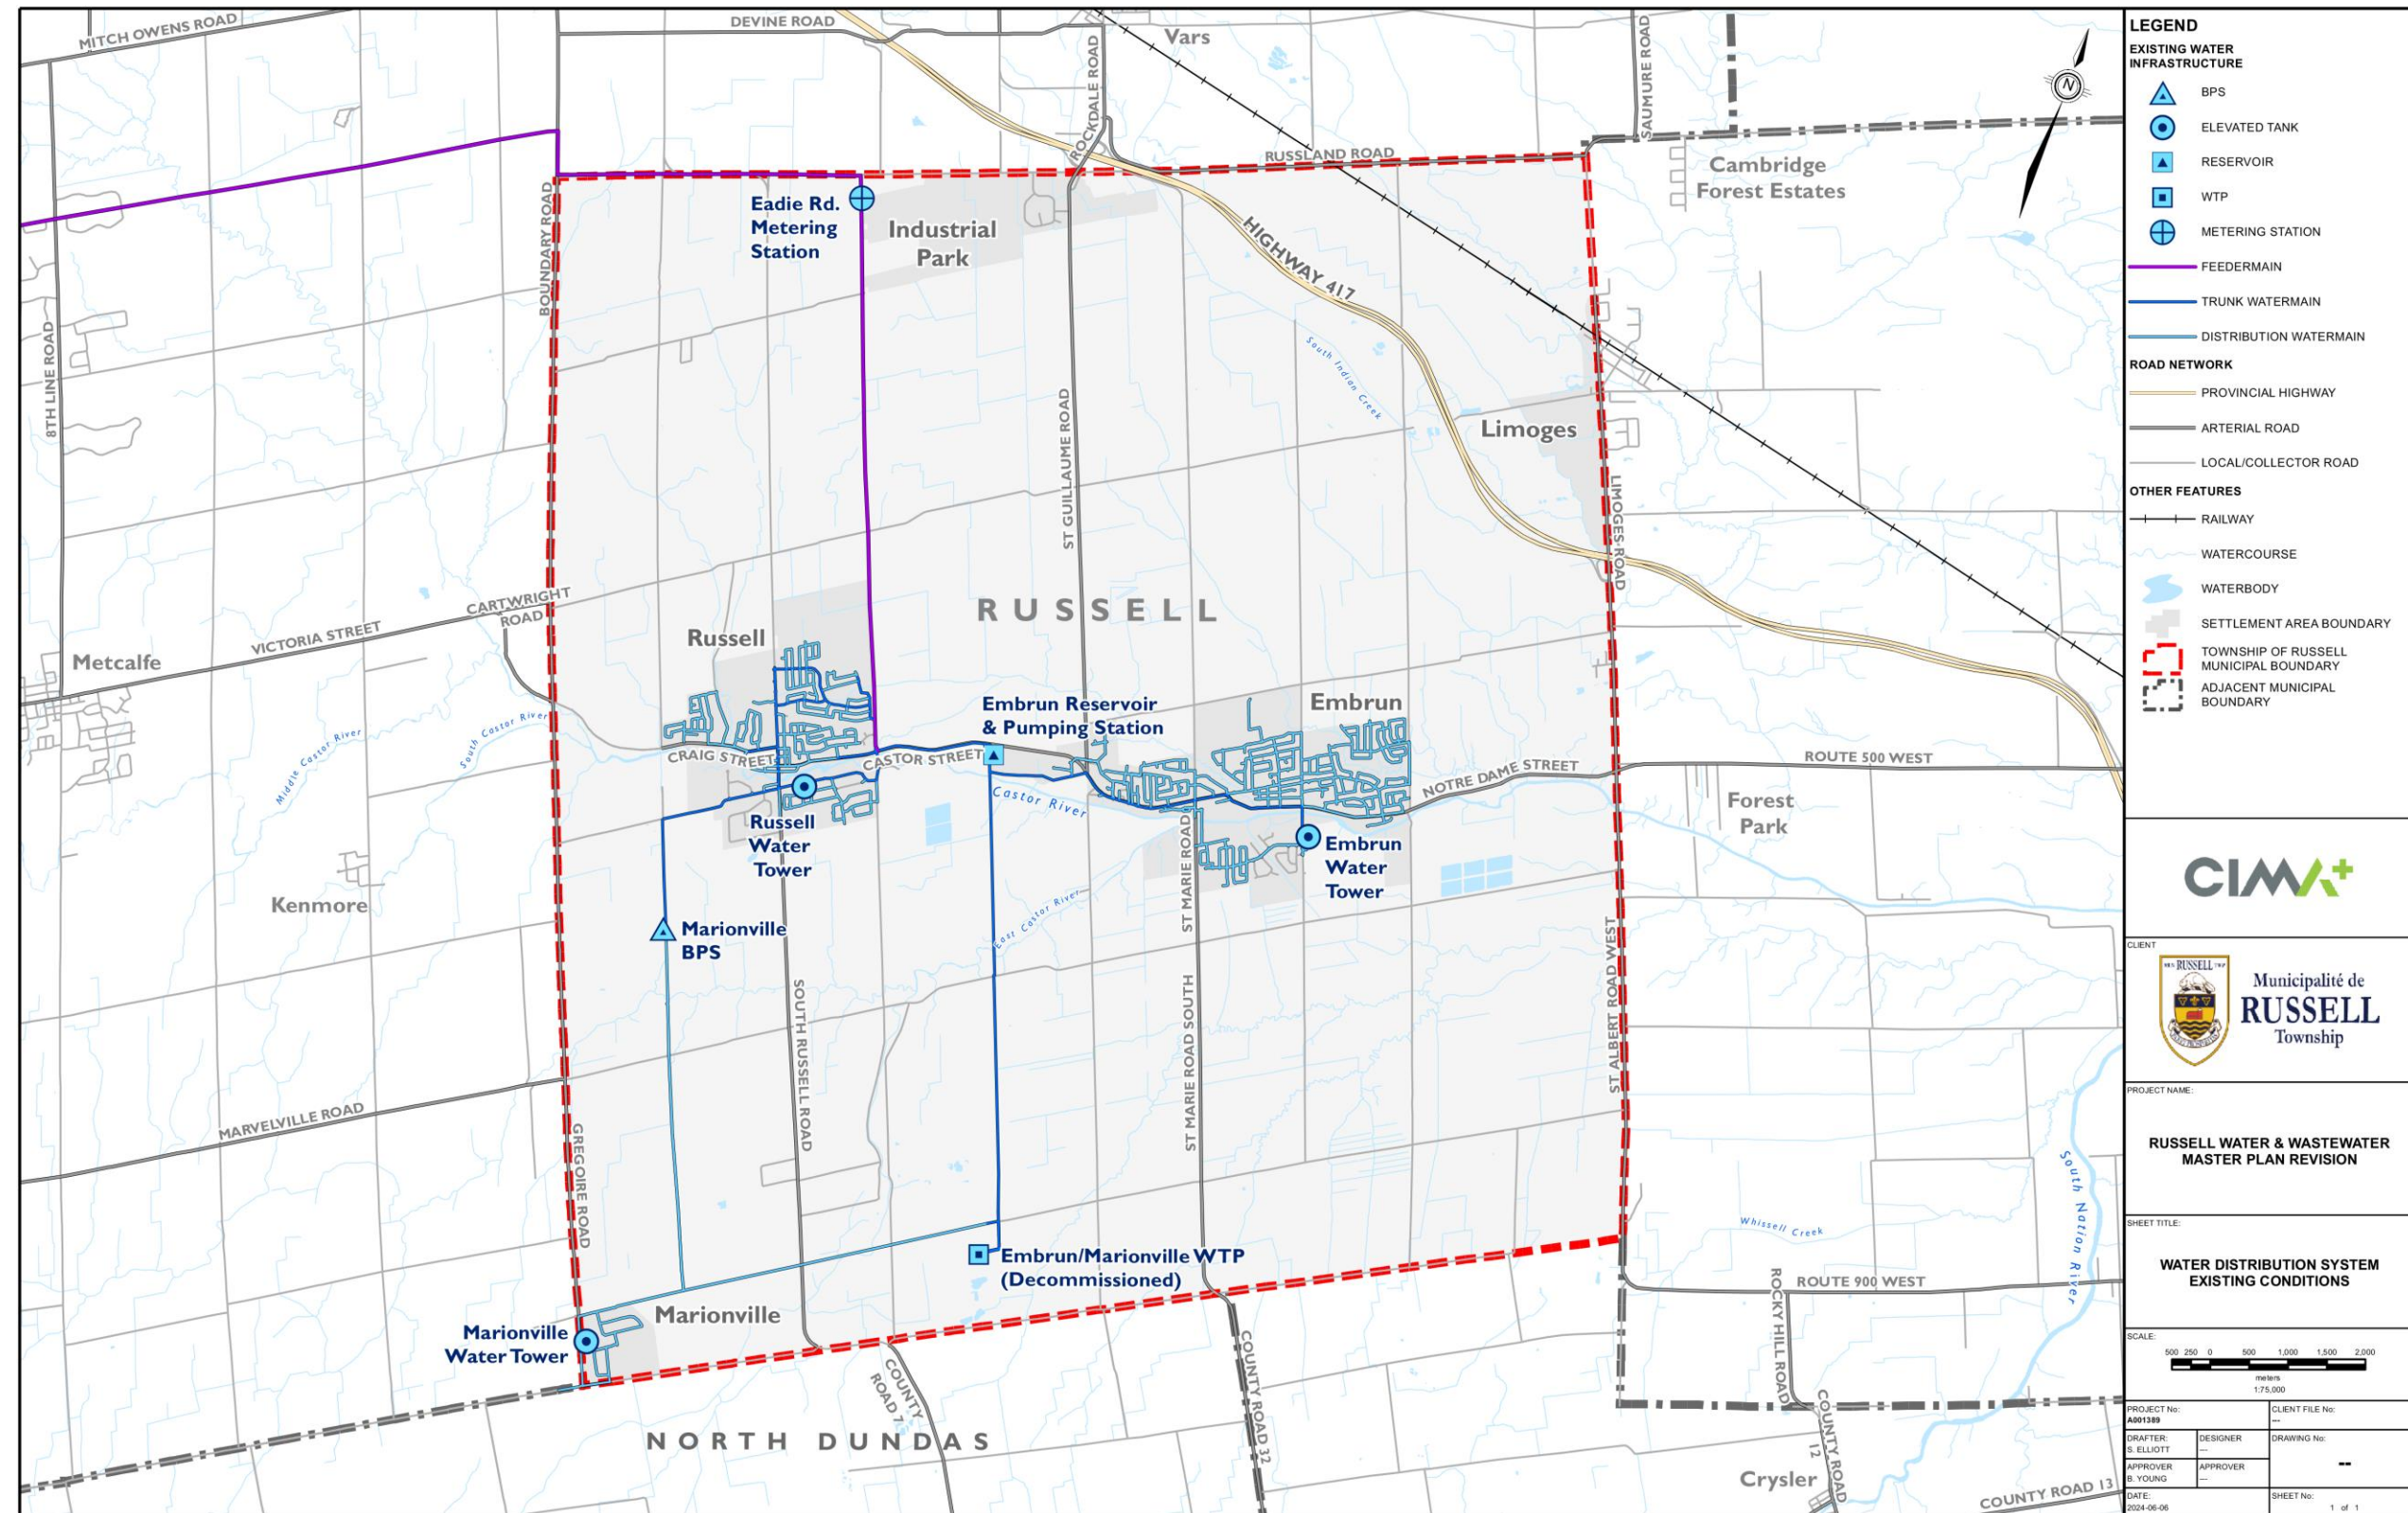 MITCH OWENS ROAD
DEVINE ROAD
Vars
ROCKDALE ROAD
SAUMURE ROAD
RUSSLAND ROAD
Cambridge
Forest Estates
N
BOUNDARY ROAD
Eadie Rd.
Metering
Station
Industrial
Park
HIGHWAY 417
South Indian Creek
8TH LINE ROAD
ST GUILLAUME ROAD
Limoges
LIMOGES ROAD
CARTWRIGHT
ROAD
VICTORIA STREET
Metcalfe
RUSSELL
Russell
Embrun Reservoir
& Pumping Station
Embrun
Middle Castor River
South Castor River
CRAIG STREET
CASTOR STREET
NOTRE DAME STREET
ROUTE 500 WEST
Castor River
Forest
Park
Russell
Water
Tower
ST MARIE ROAD
Embrun
Water
Tower
Kenmore
East Castor River
Marionville
BPS
ST ALBERT ROAD WEST
SOUTH RUSSELL ROAD
ST MARIE ROAD SOUTH
MARVELVILLE ROAD
GREGOIRE ROAD
South Nation River
Whissell Creek
Embrun/Marionville WTP
(Decommissioned)
ROUTE 900 WEST
ROCKY HILL ROAD
Marionville
Marionville
Water Tower
COUNTY
ROAD 7
COUNTY ROAD 32
NORTH DUNDAS
Crysler
COUNTY ROAD
12
COUNTY ROAD 13
LEGEND
EXISTING WATER
INFRASTRUCTURE
BPS
ELEVATED TANK
RESERVOIR
WTP
METERING STATION
FEEDERMAIN
TRUNK WATERMAIN
DISTRIBUTION WATERMAIN
ROAD NETWORK
PROVINCIAL HIGHWAY
ARTERIAL ROAD
LOCAL/COLLECTOR ROAD
OTHER FEATURES
RAILWAY
WATERCOURSE
WATERBODY
SETTLEMENT AREA BOUNDARY
TOWNSHIP OF RUSSELL
MUNICIPAL BOUNDARY
ADJACENT MUNICIPAL
BOUNDARY
CIMA+
CLIENT
RUSSELL
Municipalité de
RUSSELL
Township
PROJECT NAME:
RUSSELL WATER & WASTEWATER
MASTER PLAN REVISION
SHEET TITLE:
WATER DISTRIBUTION SYSTEM
EXISTING CONDITIONS
SCALE:
500 250 0 500 1,000 1,500 2,000
meters
1:75,000
PROJECT No:
A001389
CLIENT FILE No:
---
DRAFTER:
S. ELLIOTT
DESIGNER
---
DRAWING No:
--
APPROVER
B. YOUNG
APPROVER
---
DATE:
2024-06-06
SHEET No:
1 of 1